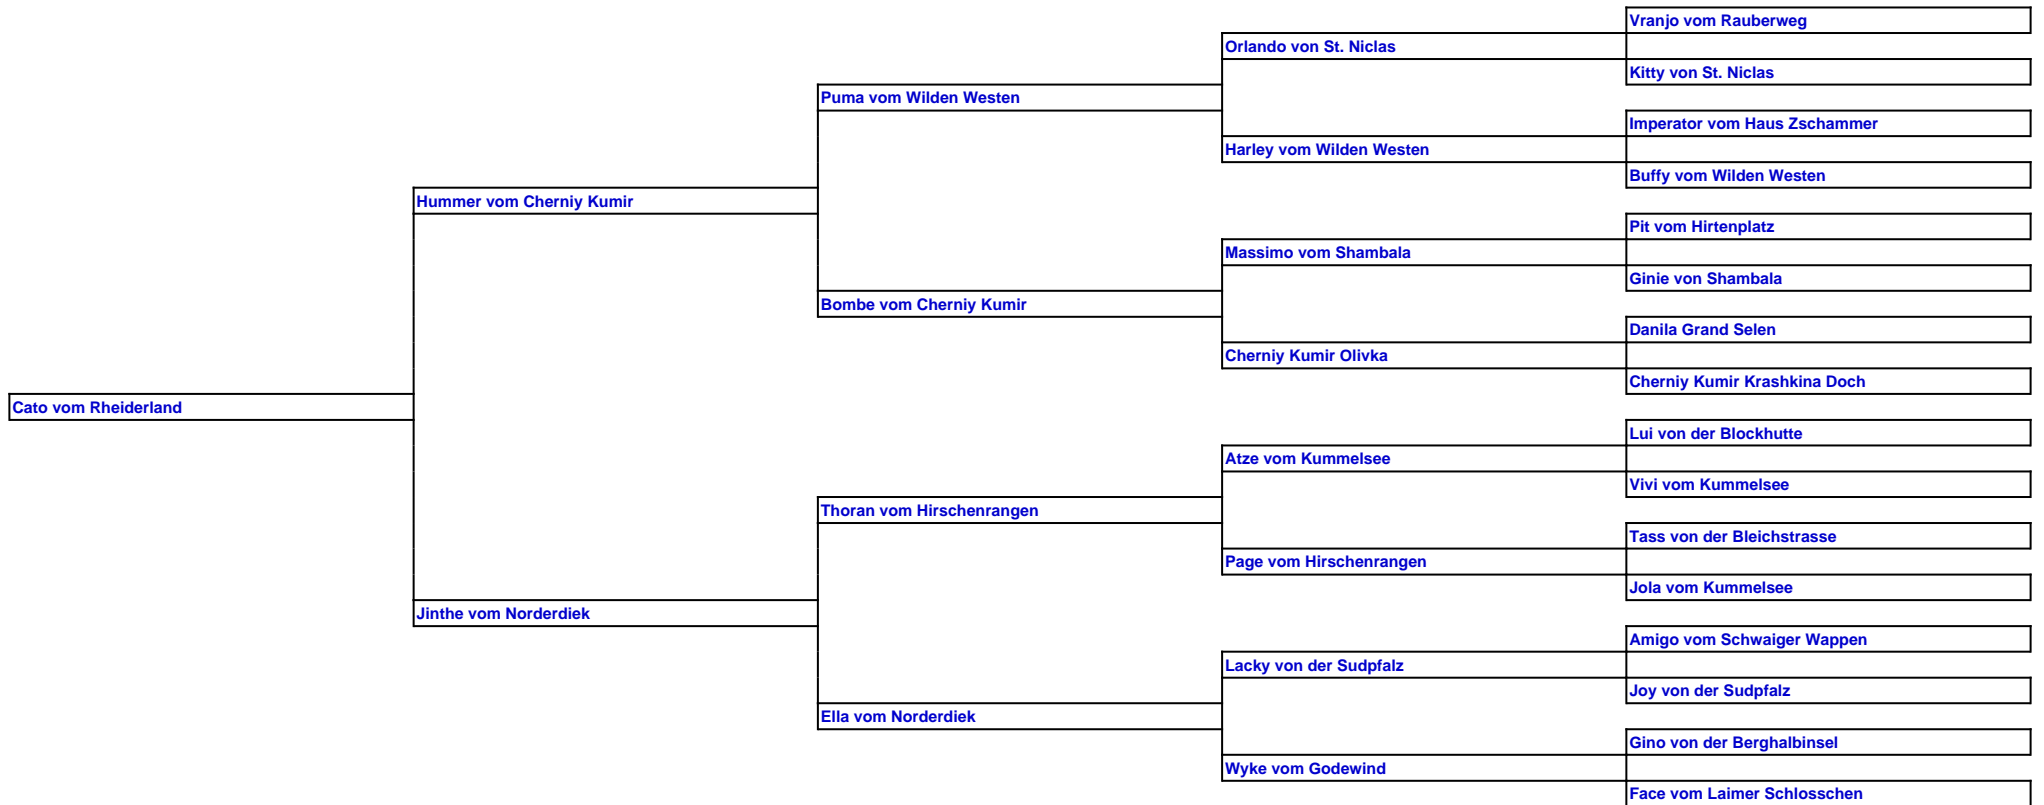 Vranjo vom Rauberweg
Orlando von St. Niclas
Kitty von St. Niclas
Puma vom Wilden Westen
Imperator vom Haus Zschammer
Harley vom Wilden Westen
Buffy vom Wilden Westen
Hummer vom Cherniy Kumir
Pit vom Hirtenplatz
Massimo vom Shambala
Ginie von Shambala
Bombe vom Cherniy Kumir
Danila Grand Selen
Cherniy Kumir Olivka
Cherniy Kumir Krashkina Doch
Cato vom Rheiderland
Lui von der Blockhutte
Atze vom Kummelsee
Vivi vom Kummelsee
Thoran vom Hirschenrangen
Tass von der Bleichstrasse
Page vom Hirschenrangen
Jola vom Kummelsee
Jinthe vom Norderdiek
Amigo vom Schwaiger Wappen
Lacky von der Sudpfalz
Joy von der Sudpfalz
Ella vom Norderdiek
Gino von der Berghalbinsel
Wyke vom Godewind
Face vom Laimer Schlosschen